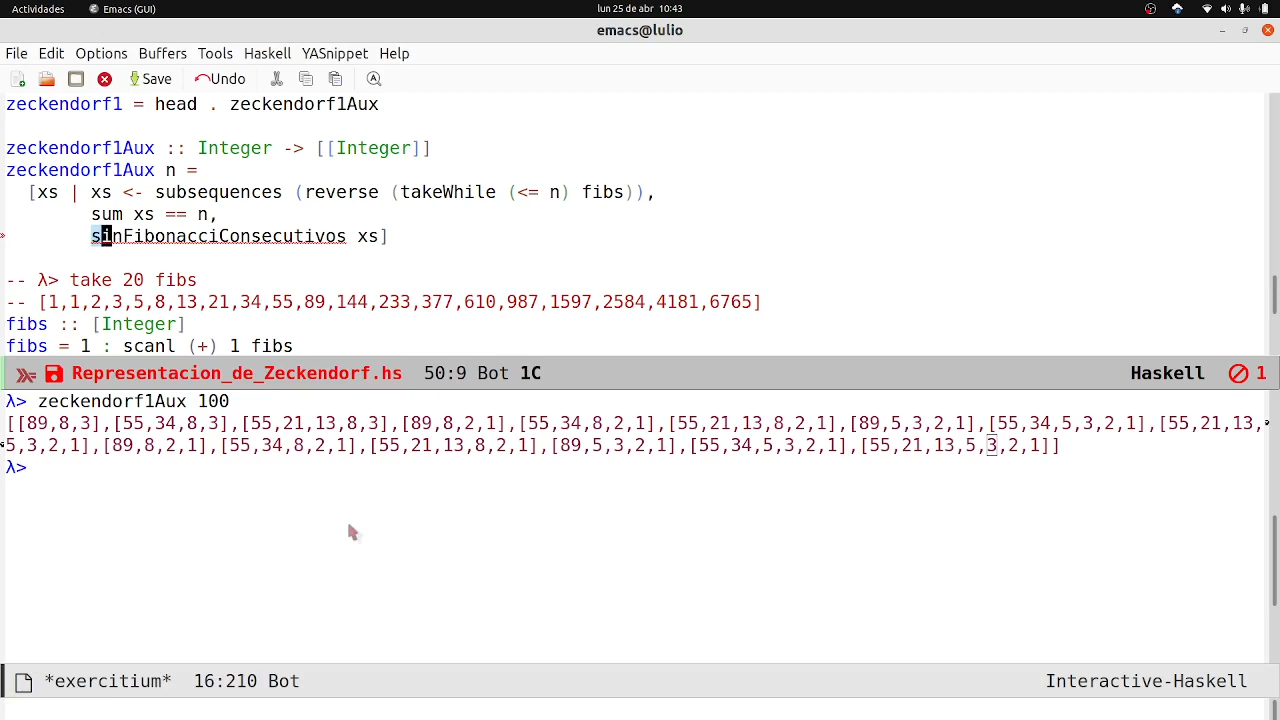 Actividades Emacs (GUI) lun 25 de abr 10:43
emacs@lulio
File Edit Options Buffers Tools Haskell YASnippet Help
Save Undo
zeckendorf1 = head . zeckendorf1Aux
zeckendorf1Aux :: Integer -> [[Integer]]
zeckendorf1Aux n =
[xs | xs <- subsequences (reverse (takeWhile (<= n) fibs)),
sum xs == n,
sinFibonacciConsecutivos xs]
-- λ> take 20 fibs
-- [1,1,2,3,5,8,13,21,34,55,89,144,233,377,610,987,1597,2584,4181,6765]
fibs :: [Integer]
fibs = 1 : scanl (+) 1 fibs
Representacion_de_Zeckendorf.hs 50:9 Bot 1C Haskell 1
λ> zeckendorf1Aux 100
[[89,8,3],[55,34,8,3],[55,21,13,8,3],[89,8,2,1],[55,34,8,2,1],[55,21,13,8,2,1],[89,5,3,2,1],[55,34,5,3,2,1],[55,21,13,
5,3,2,1],[89,8,2,1],[55,34,8,2,1],[55,21,13,8,2,1],[89,5,3,2,1],[55,34,5,3,2,1],[55,21,13,5,3,2,1]]
λ>
*exercitium* 16:210 Bot Interactive-Haskell